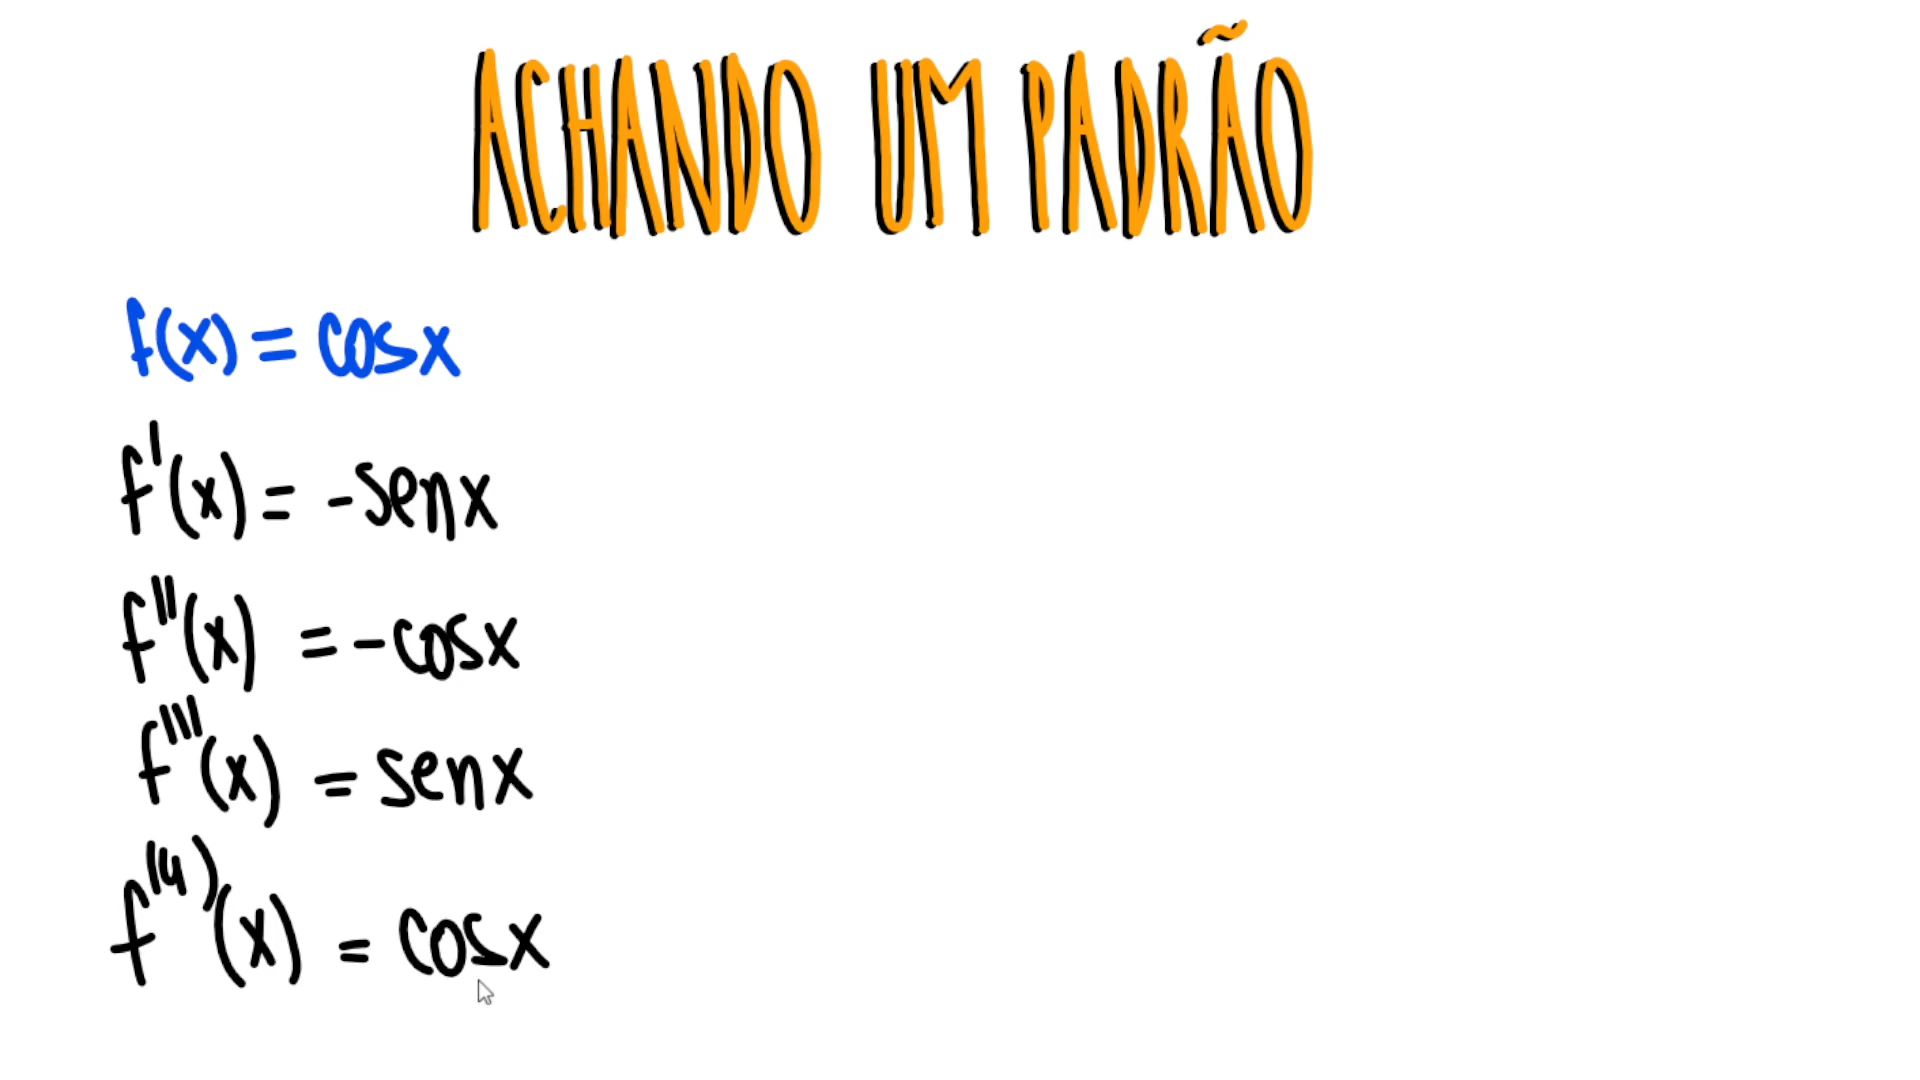 ACHANDO UM PADRÃO
f(x) = cosx
f'(x) = -senx
f''(x) = -cosx
f'''(x) = senx
f^(4)(x) = cosx